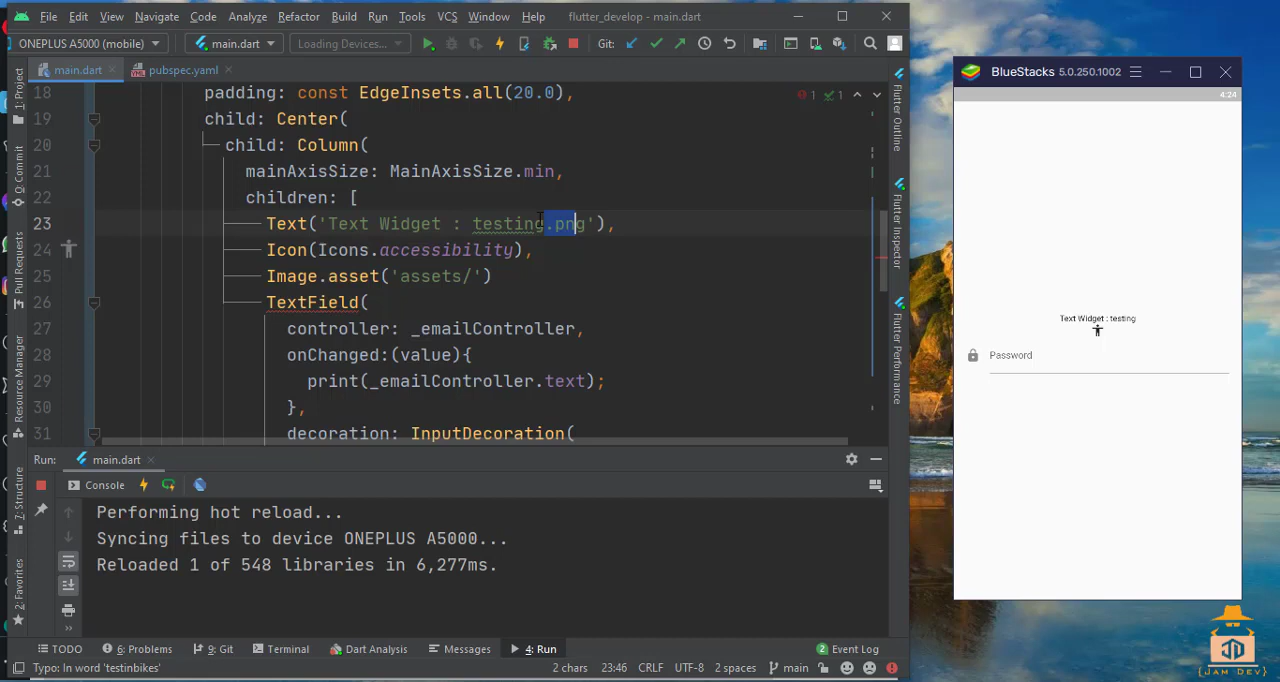 File Edit View Navigate Code Analyze Refactor Build Run Tools VCS Window Help flutter_develop - main.dart
ONEPLUS A5000 (mobile) main.dart Loading Devices... Git:
main.dart pubspec.yaml
18 padding: const EdgeInsets.all(20.0),
19 child: Center(
20 child: Column(
21 mainAxisSize: MainAxisSize.min,
22 children: [
23 Text('Text Widget : testing.png'),
24 Icon(Icons.accessibility),
25 Image.asset('assets/')
26 TextField(
27 controller: _emailController,
28 onChanged:(value){
29 print(_emailController.text);
30 },
31 decoration: InputDecoration(
1 1
1: Project
Commit
Pull Requests
Resource Manager
Z: Structure
2: Favorites
Flutter Outline
Flutter Inspector
Flutter Performance
Run: main.dart
Console
Performing hot reload...
Syncing files to device ONEPLUS A5000...
Reloaded 1 of 548 libraries in 6,277ms.
TODO 6: Problems 9: Git Terminal Dart Analysis Messages 4: Run 2 Event Log
Typo: In word 'testinbikes' 2 chars 23:46 CRLF UTF-8 2 spaces main
BlueStacks 5.0.250.1002
4:24
Text Widget : testing
Password
JD
{JAM DEV}